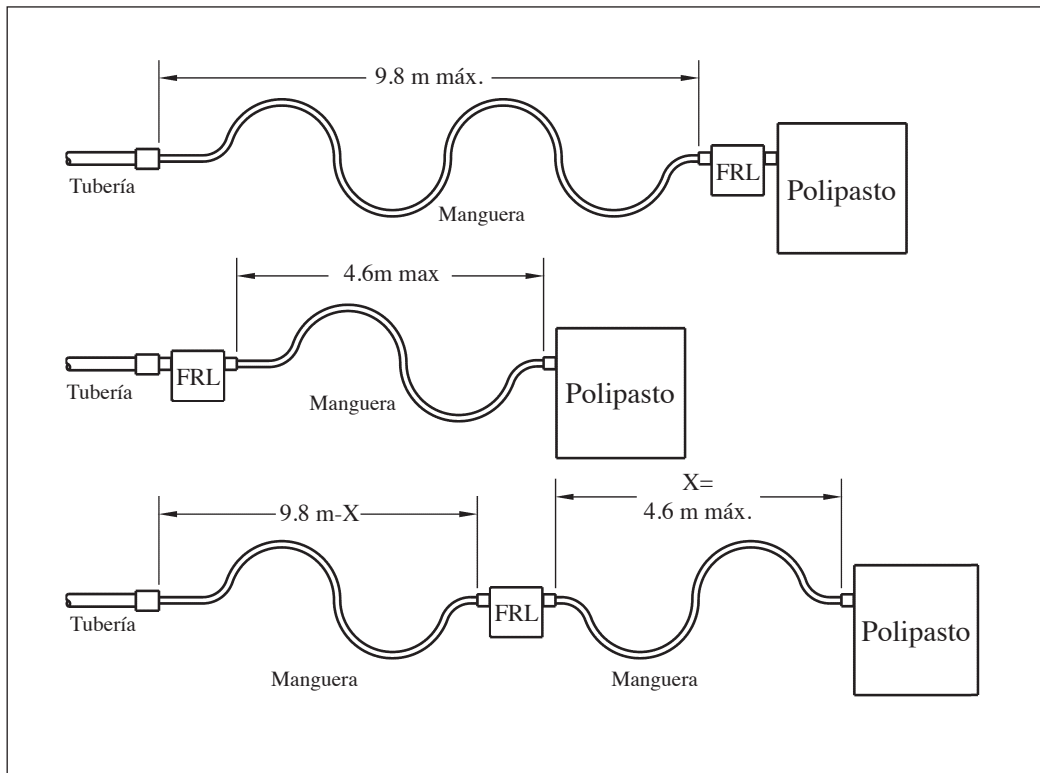 9.8 m máx.
FRL
Polipasto
Tubería
Manguera
4.6m max
FRL
Polipasto
Tubería
Manguera
X=
9.8 m-X
4.6 m máx.
FRL
Polipasto
Tubería
Manguera
Manguera